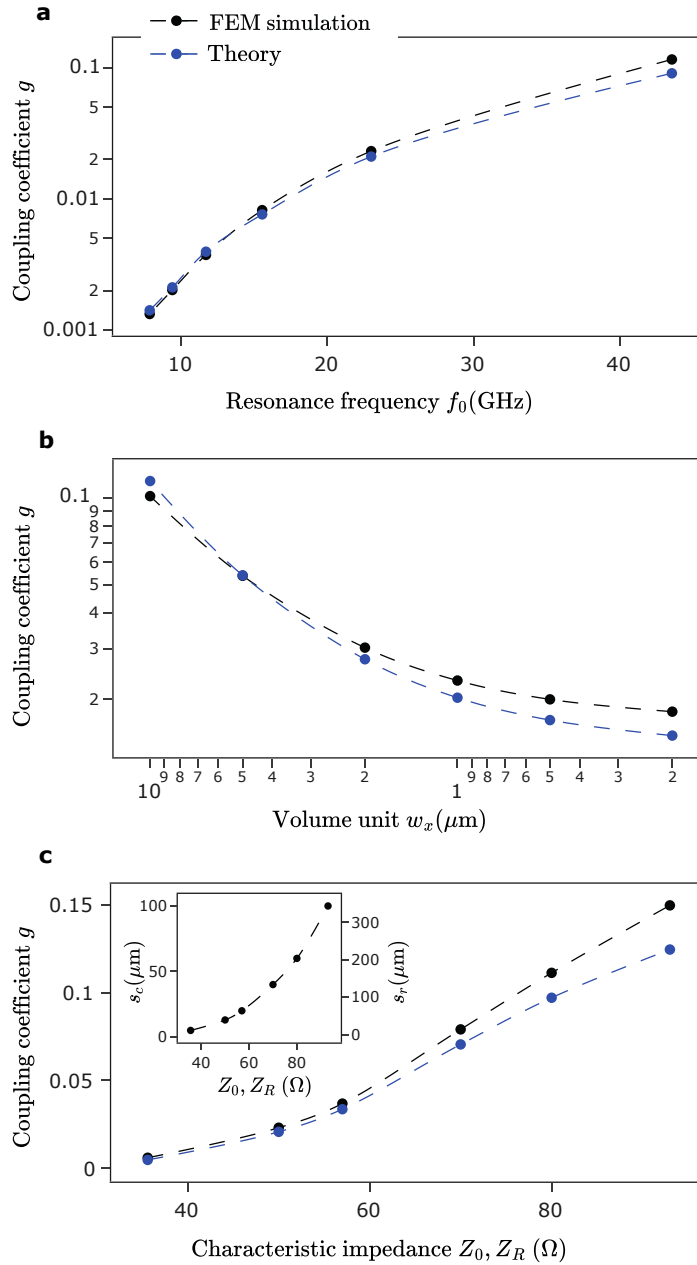 a
FEM simulation
Theory
0.1
5
2
0.01
5
2
0.001
Coupling coefficient g
10 20 30 40
Resonance frequency f₀(GHz)
b
0.1
9
8
7
6
5
4
3
2
Coupling coefficient g
10 9 8 7 6 5 4 3 2 1 9 8 7 6 5 4 3 2
Volume unit wₓ(μm)
c
0.15
0.1
0.05
0
Coupling coefficient g
100
50
0
s_c(μm)
300
200
100
0
s_r(μm)
40 60 80
Z₀, Z_R (Ω)
40 60 80
Characteristic impedance Z₀, Z_R (Ω)